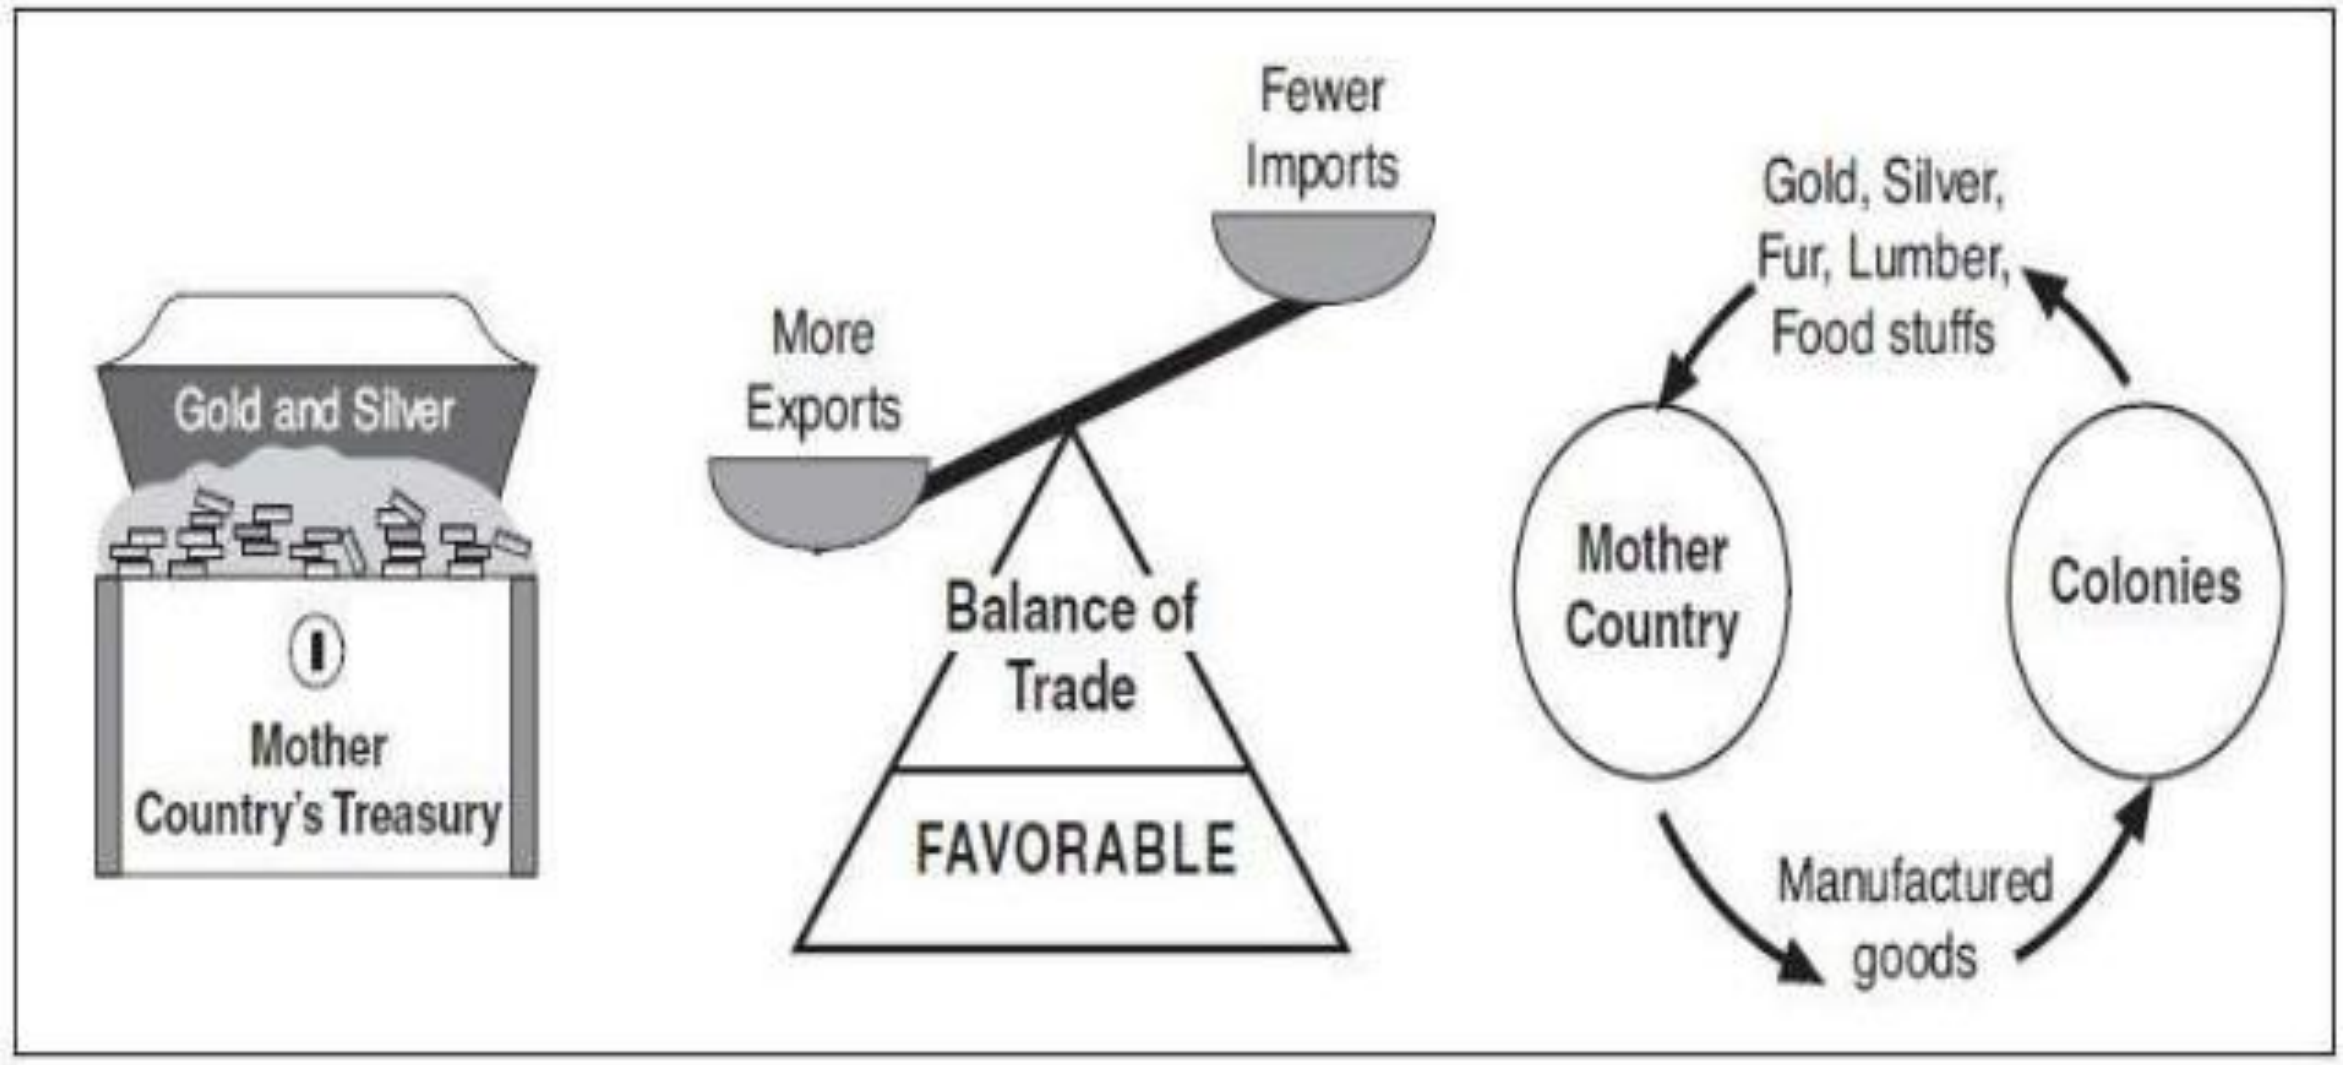 Gold and Silver
Mother
Country's Treasury
More
Exports
Fewer
Imports
Balance of
Trade
FAVORABLE
Gold, Silver,
Fur, Lumber,
Food stuffs
Mother
Country
Colonies
Manufactured
goods